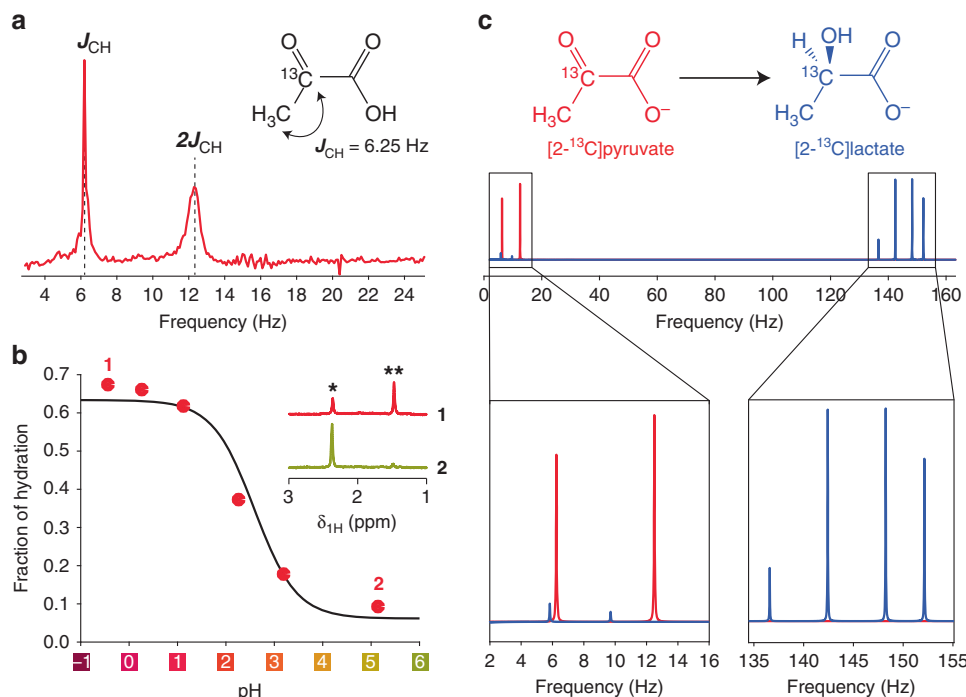 a
J_CH
2J_CH
O
O
13C
H3C
OH
J_CH = 6.25 Hz
4 6 8 10 12 14 16 18 20 22 24
Frequency (Hz)
b
0.7
0.6
0.5
0.4
0.3
0.2
0.1
0.0
Fraction of hydration
1
2
* **
1
2
3 2 1
δ1H (ppm)
–1 0 1 2 3 4 5 6
pH
c
O O
13C
H3C
O–
[2-13C]pyruvate
H OH O
13C
H3C
O–
[2-13C]lactate
0 20 40 60 80 100 120 140 160
Frequency (Hz)
2 4 6 8 10 12 14 16
Frequency (Hz)
135 140 145 150 155
Frequency (Hz)